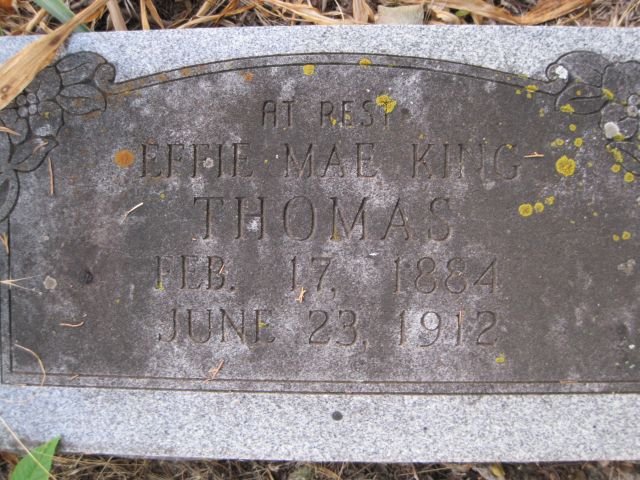 AT REST
EFFIE MAE KING
THOMAS
FEB. 17, 1884
JUNE 23, 1912